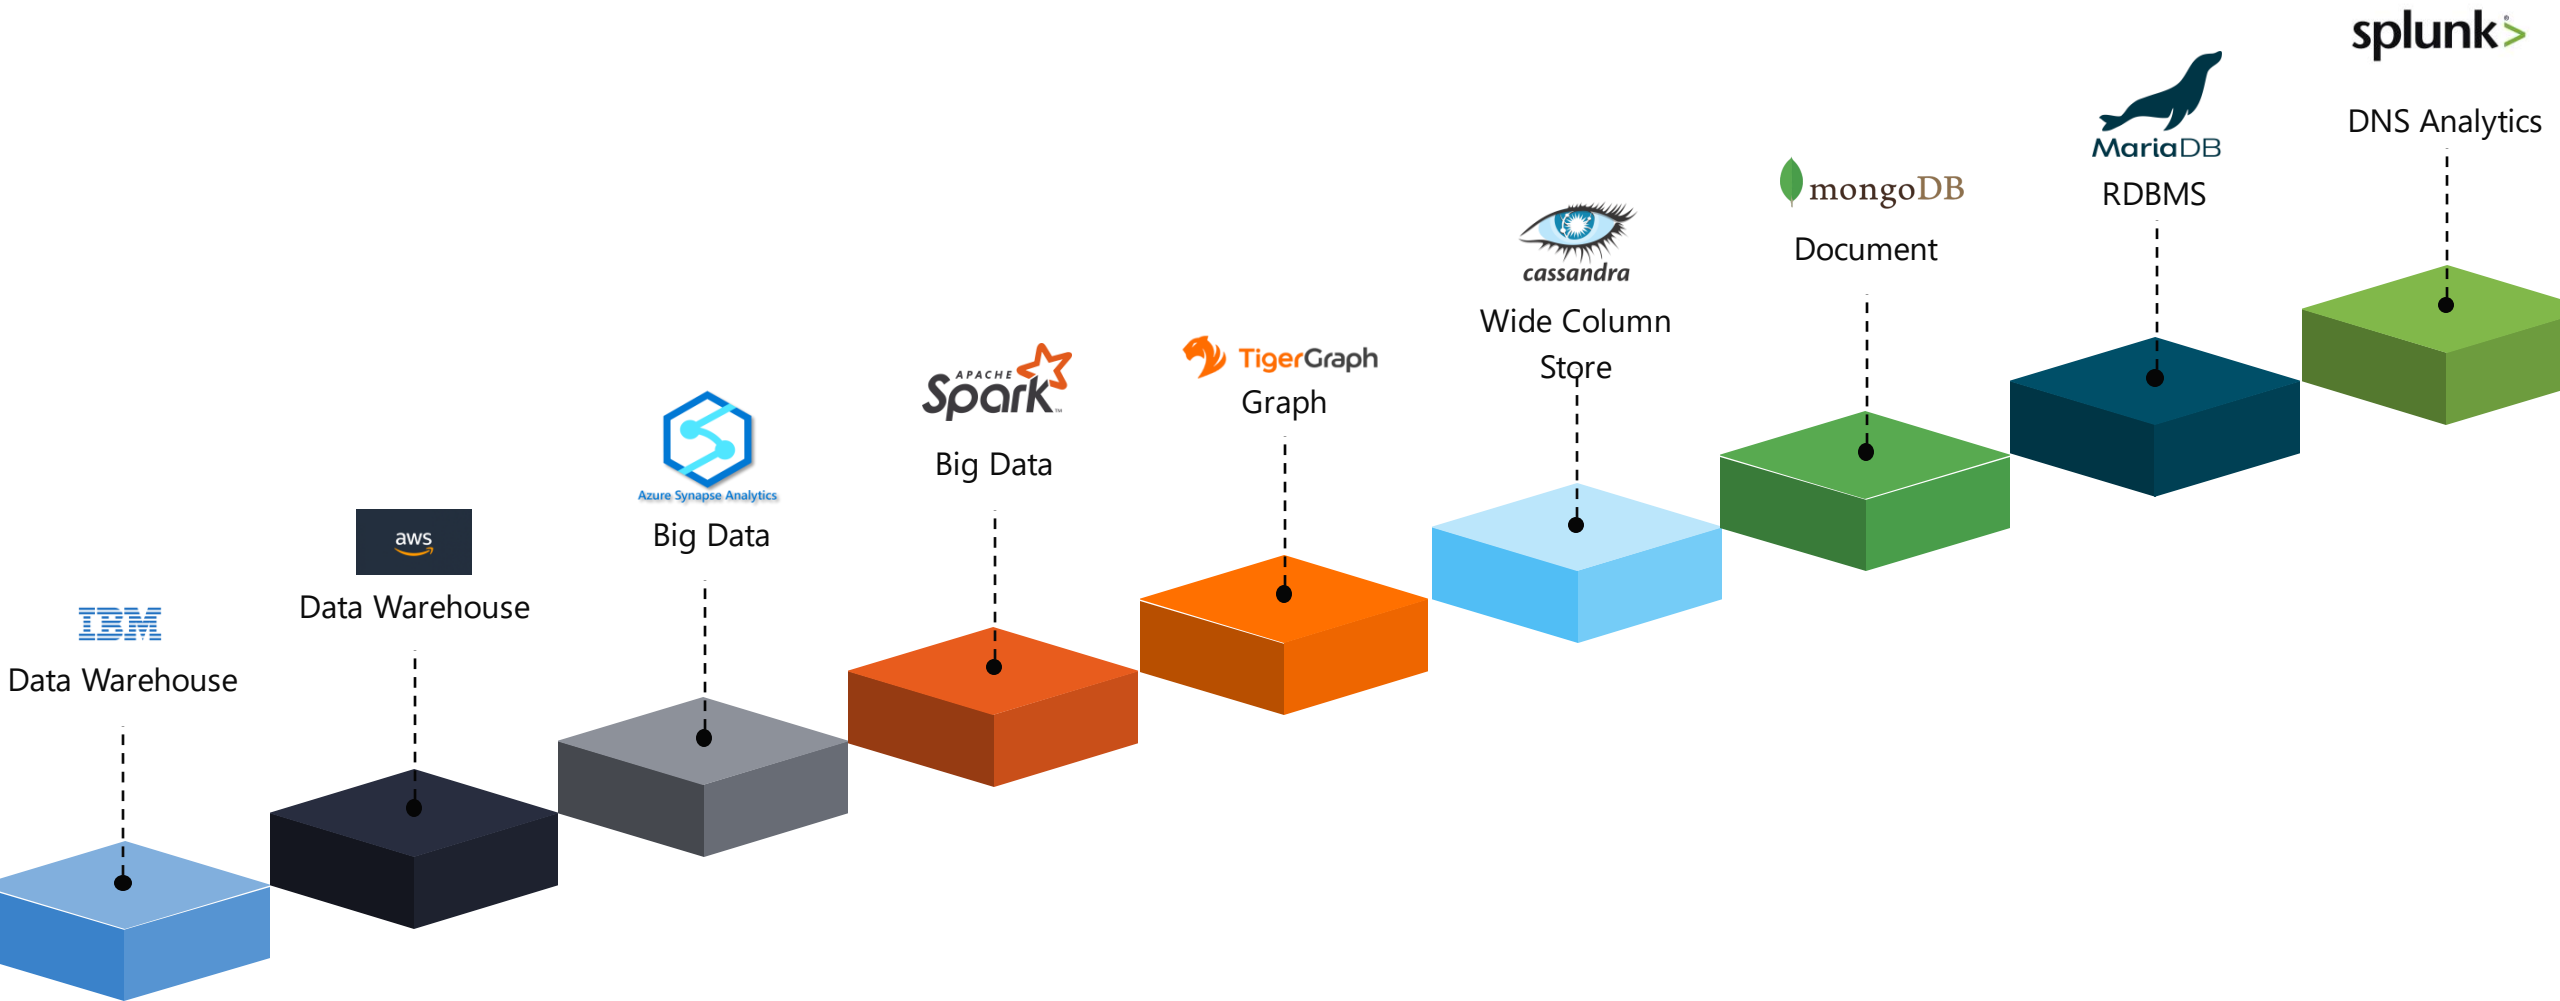 IBM
Data Warehouse
aws
Data Warehouse
Azure Synapse Analytics
Big Data
APACHE
Spark™
Big Data
TigerGraph
Graph
cassandra
Wide Column
Store
mongoDB
Document
MariaDB
RDBMS
splunk®>
DNS Analytics